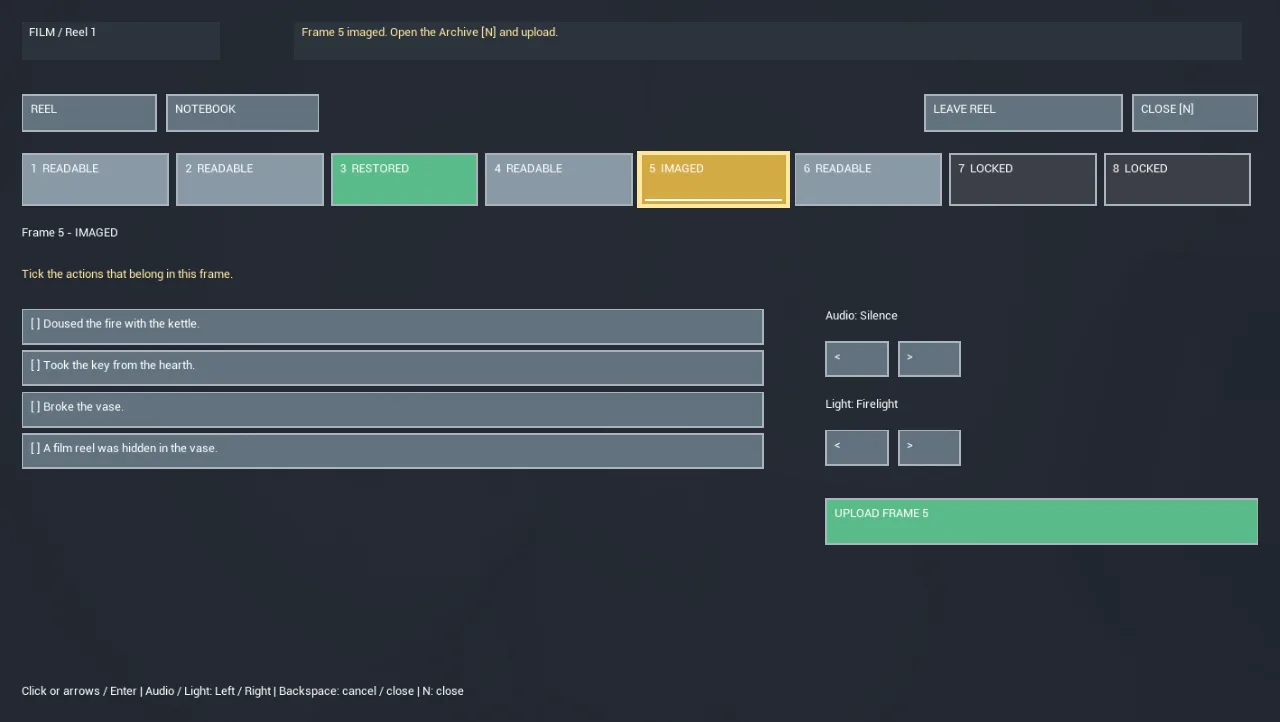 FILM / Reel 1
Frame 5 imaged. Open the Archive [N] and upload.
REEL
NOTEBOOK
LEAVE REEL
CLOSE [N]
1 READABLE
2 READABLE
3 RESTORED
4 READABLE
5 IMAGED
6 READABLE
7 LOCKED
8 LOCKED
Frame 5 - IMAGED
Tick the actions that belong in this frame.
[ ] Doused the fire with the kettle.
[ ] Took the key from the hearth.
[ ] Broke the vase.
[ ] A film reel was hidden in the vase.
Audio: Silence
< >
Light: Firelight
< >
UPLOAD FRAME 5
Click or arrows / Enter | Audio / Light: Left / Right | Backspace: cancel / close | N: close